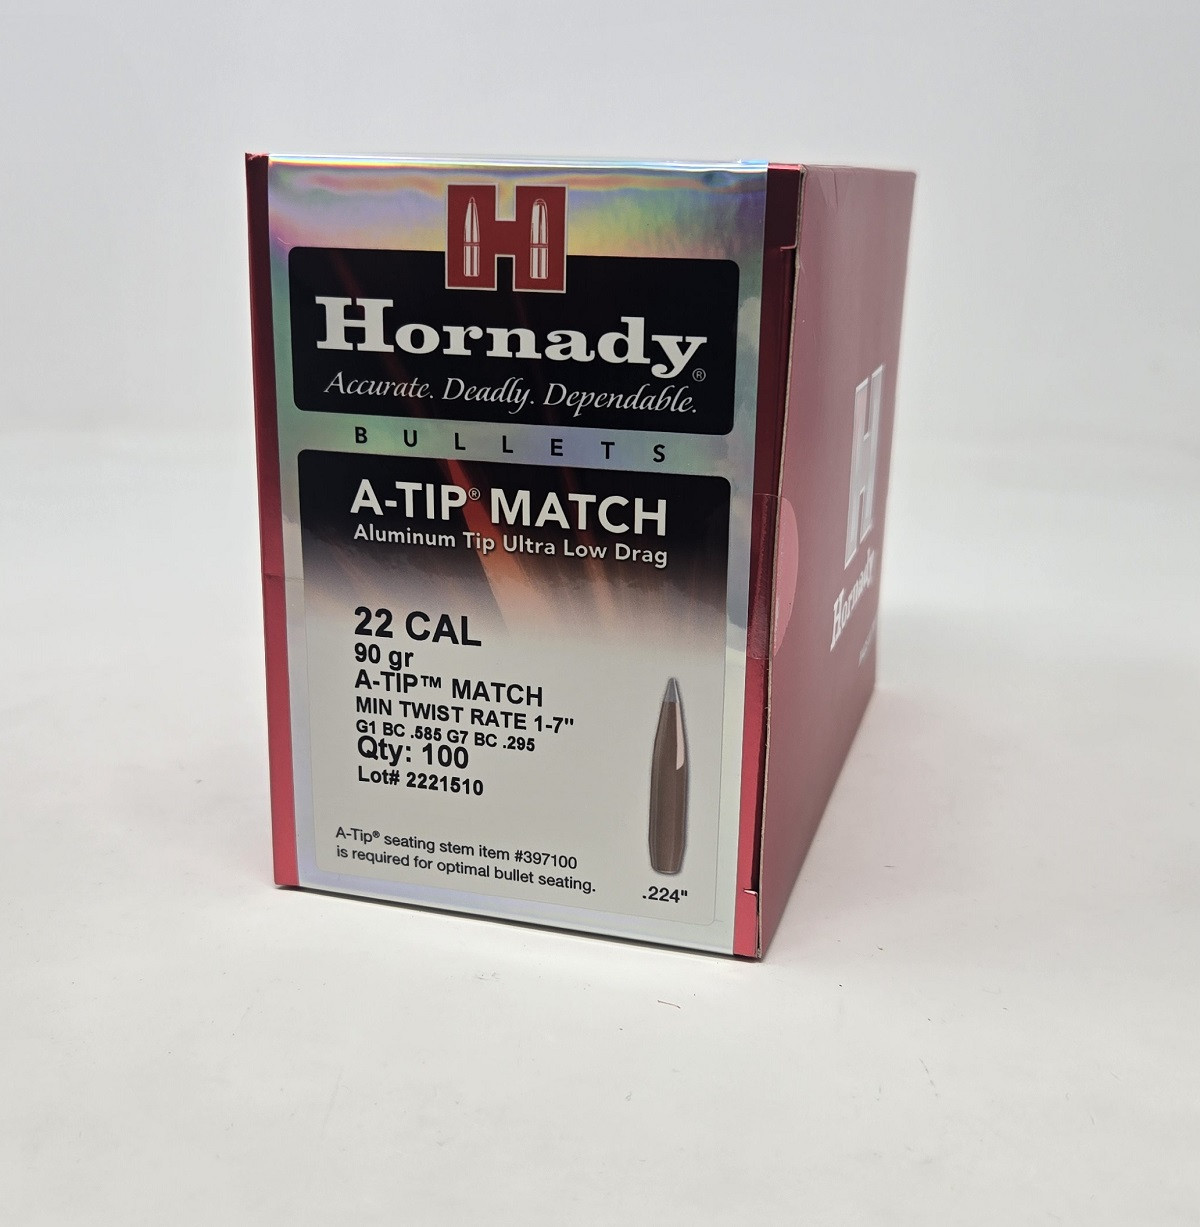 H
Hornady®
Accurate. Deadly. Dependable.
BULLETS
A-TIP® MATCH
Aluminum Tip Ultra Low Drag
22 CAL
90 gr
A-TIP™ MATCH
MIN TWIST RATE 1-7"
G1 BC .585 G7 BC .295
Qty: 100
Lot# 2221510
A-Tip® seating stem item #397100
is required for optimal bullet seating.
.224"
H
Hornady